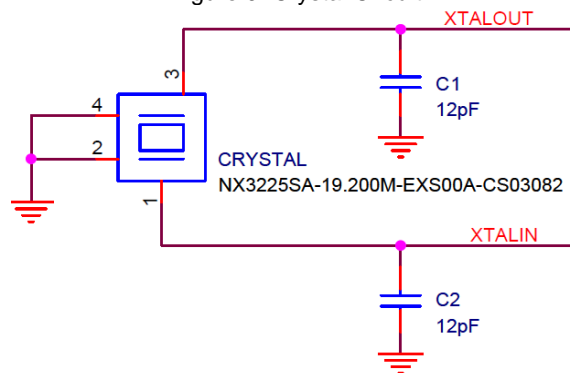 XTALOUT
3
C1
12pF
4
2
CRYSTAL
NX3225SA-19.200M-EXS00A-CS03082
1
XTALIN
C2
12pF